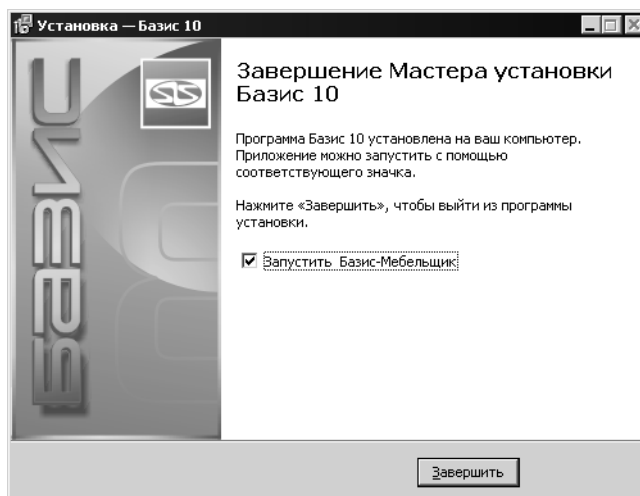 Установка — Базис 10
БАЗИС
Завершение Мастера установки
Базис 10
Программа Базис 10 установлена на ваш компьютер.
Приложение можно запустить с помощью
соответствующего значка.
Нажмите «Завершить», чтобы выйти из программы
установки.
Запустить Базис-Мебельщик
Завершить